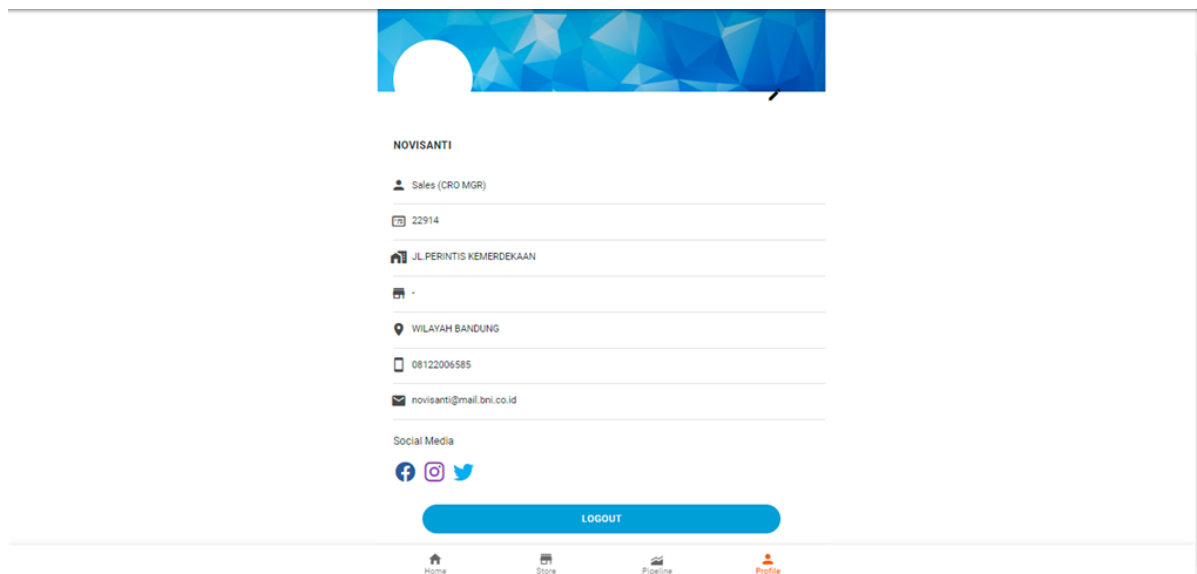 NOVISANTI
Sales (CRO MGR)
22914
JL.PERINTIS KEMERDEKAAN
-
WILAYAH BANDUNG
08122006585
novisanti@mail.bni.co.id
Social Media
LOGOUT
Home Store Pipeline Profile